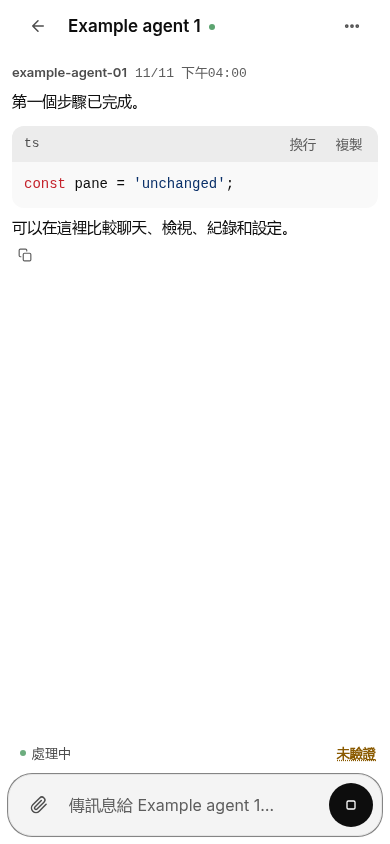 Example agent 1
example-agent-01 11/11 下午04:00
第一個步驟已完成。
ts 換行 複製
const pane = 'unchanged';
可以在這裡比較聊天、檢視、紀錄和設定。
處理中 未驗證
傳訊息給 Example agent 1...